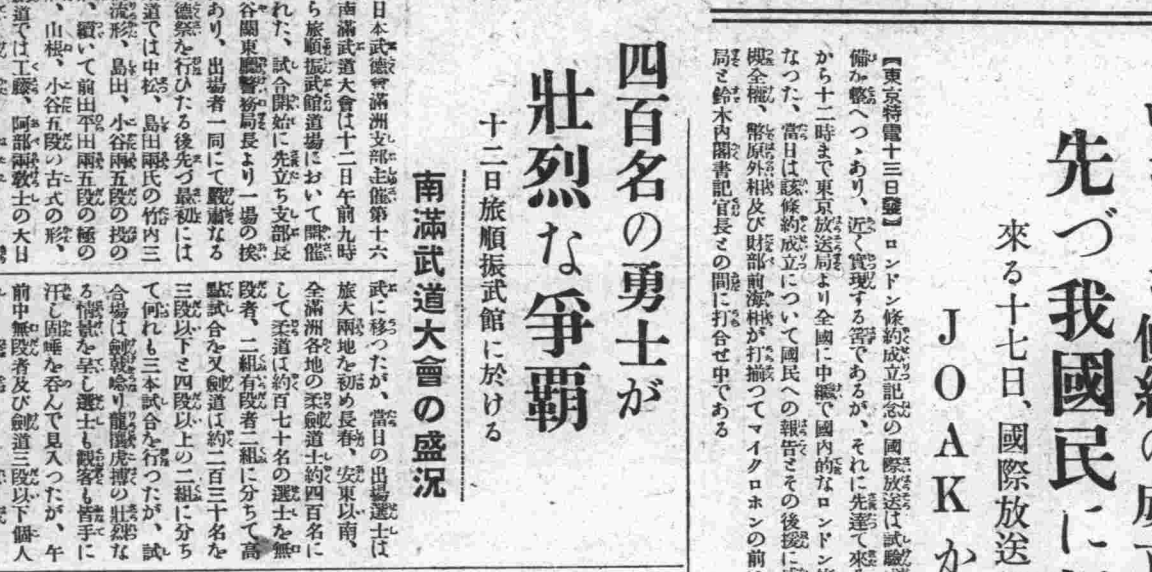 先づ我國民に
來る十七日、國際放送
JOAKか
【東京特電十三日發】ロンドン條約成立記念の國際放送は試驗
備が整へつゝあり、近く實現する筈であるが、それに先達て來
から十二時まで東京放送局より全國に中繼で國內的なロンドン
なつた、當日は該條約成立について國民への報告とその後援に
槻全權、幣原外相及び財部前海相が打揃つてマイクロホンの前
局と鈴木內閣書記官長との間に打合せ中である
四百名の勇士が
壯烈な爭覇
十二日旅順振武館に於ける
南滿武道大會の盛況
日本武德會滿洲支部主催第十六
南滿武道大會は十二日午前九時
ら旅順振武館道場において開催
れた、試合開始に先立ち支部長
谷關東廳警務局長より一場の挨
あり、出場者一同にて嚴肅なる
德祭を行ひたる後先づ最初には
道では中松、島田兩氏の竹內三
流形、島田、小谷兩五段の投の
、續いて前田平田兩五段の極の
、山根、小谷五段の古式の形、
道では工藤、阿部兩敎士の大日
武に移つたが、當日の出場選士は
旅大兩地を初め長春、安東以南、
全滿洲各地の柔劍道士約四百名に
して柔道は約百七十名の選士を無
段者、二組有段者二組に分ちて高
點試合を又劍道は約二百三十名を
三段以下と四段以上の二組に分ち
て何れも三本試合を行つたが、試
合場は劍戟唸り龍攘虎搏の壯烈な
る情景を呈し選士も觀客も皆手に
汗し固唾を吞んで見入つたが、午
前中無段者及び劍道三段以下個人